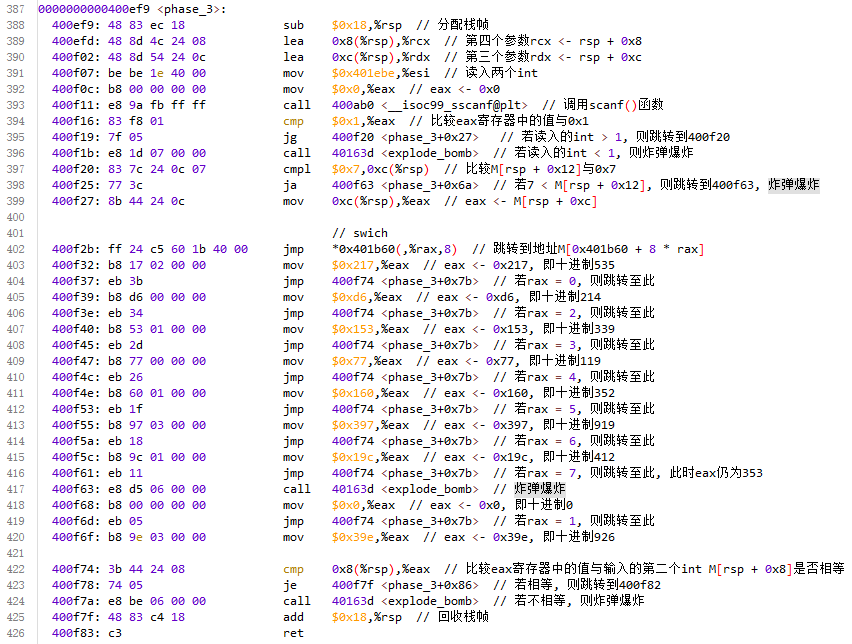 387 0000000000400ef9 <phase_3>:
388 400ef9: 48 83 ec 18 sub $0x18,%rsp // 分配栈帧
389 400efd: 48 8d 4c 24 08 lea 0x8(%rsp),%rcx // 第四个参数rcx <- rsp + 0x8
390 400f02: 48 8d 54 24 0c lea 0xc(%rsp),%rdx // 第三个参数rdx <- rsp + 0xc
391 400f07: be be 1e 40 00 mov $0x401ebe,%esi // 读入两个int
392 400f0c: b8 00 00 00 00 mov $0x0,%eax // eax <- 0x0
393 400f11: e8 9a fb ff ff call 400ab0 <__isoc99_sscanf@plt> // 调用scanf()函数
394 400f16: 83 f8 01 cmp $0x1,%eax // 比较eax寄存器中的值与0x1
395 400f19: 7f 05 jg 400f20 <phase_3+0x27> // 若读入的int > 1, 则跳转到400f20
396 400f1b: e8 1d 07 00 00 call 40163d <explode_bomb> // 若读入的int < 1, 则炸弹爆炸
397 400f20: 83 7c 24 0c 07 cmpl $0x7,0xc(%rsp) // 比较M[rsp + 0x12]与0x7
398 400f25: 77 3c ja 400f63 <phase_3+0x6a> // 若7 < M[rsp + 0x12], 则跳转到400f63, 炸弹爆炸
399 400f27: 8b 44 24 0c mov 0xc(%rsp),%eax // eax <- M[rsp + 0xc]
400
401 // swich
402 400f2b: ff 24 c5 60 1b 40 00 jmp *0x401b60(,%rax,8) // 跳转到地址M[0x401b60 + 8 * rax]
403 400f32: b8 17 02 00 00 mov $0x217,%eax // eax <- 0x217, 即十进制535
404 400f37: eb 3b jmp 400f74 <phase_3+0x7b> // 若rax = 0, 则跳转至此
405 400f39: b8 d6 00 00 00 mov $0xd6,%eax // eax <- 0xd6, 即十进制214
406 400f3e: eb 34 jmp 400f74 <phase_3+0x7b> // 若rax = 2, 则跳转至此
407 400f40: b8 53 01 00 00 mov $0x153,%eax // eax <- 0x153, 即十进制339
408 400f45: eb 2d jmp 400f74 <phase_3+0x7b> // 若rax = 3, 则跳转至此
409 400f47: b8 77 00 00 00 mov $0x77,%eax // eax <- 0x77, 即十进制119
410 400f4c: eb 26 jmp 400f74 <phase_3+0x7b> // 若rax = 4, 则跳转至此
411 400f4e: b8 60 01 00 00 mov $0x160,%eax // eax <- 0x160, 即十进制352
412 400f53: eb 1f jmp 400f74 <phase_3+0x7b> // 若rax = 5, 则跳转至此
413 400f55: b8 97 03 00 00 mov $0x397,%eax // eax <- 0x397, 即十进制919
414 400f5a: eb 18 jmp 400f74 <phase_3+0x7b> // 若rax = 6, 则跳转至此
415 400f5c: b8 9c 01 00 00 mov $0x19c,%eax // eax <- 0x19c, 即十进制412
416 400f61: eb 11 jmp 400f74 <phase_3+0x7b> // 若rax = 7, 则跳转至此, 此时eax仍为353
417 400f63: e8 d5 06 00 00 call 40163d <explode_bomb> // 炸弹爆炸
418 400f68: b8 00 00 00 00 mov $0x0,%eax // eax <- 0x0, 即十进制0
419 400f6d: eb 05 jmp 400f74 <phase_3+0x7b> // 若rax = 1, 则跳转至此
420 400f6f: b8 9e 03 00 00 mov $0x39e,%eax // eax <- 0x39e, 即十进制926
421
422 400f74: 3b 44 24 08 cmp 0x8(%rsp),%eax // 比较eax寄存器中的值与输入的第二个int M[rsp + 0x8]是否相等
423 400f78: 74 05 je 400f7f <phase_3+0x86> // 若相等, 则跳转到400f82
424 400f7a: e8 be 06 00 00 call 40163d <explode_bomb> // 若不相等, 则炸弹爆炸
425 400f7f: 48 83 c4 18 add $0x18,%rsp // 回收栈帧
426 400f83: c3 ret